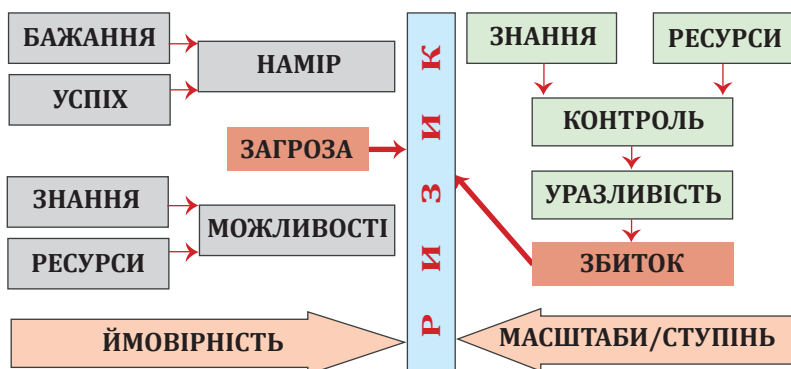 БАЖАННЯ
УСПІХ
НАМІР
ЗАГРОЗА
ЗНАННЯ
РЕСУРСИ
МОЖЛИВОСТІ
ЙМОВІРНІСТЬ
РИЗИК
ЗНАННЯ
РЕСУРСИ
КОНТРОЛЬ
УРАЗЛИВІСТЬ
ЗБИТОК
МАСШТАБИ/СТУПІНЬ